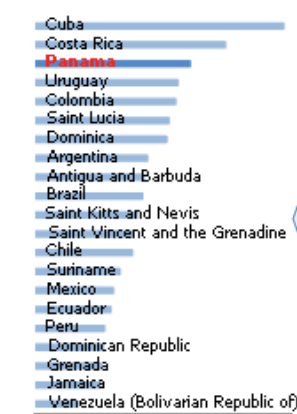 Cuba
Costa Rica
Panama
Uruguay
Colombia
Saint Lucia
Dominica
Argentina
Antigua and Barbuda
Brazil
Saint Kitts and Nevis
Saint Vincent and the Grenadine
Chile
Suriname
Mexico
Ecuador
Peru
Dominican Republic
Grenada
Jamaica
Venezuela (Bolivarian Republic of)